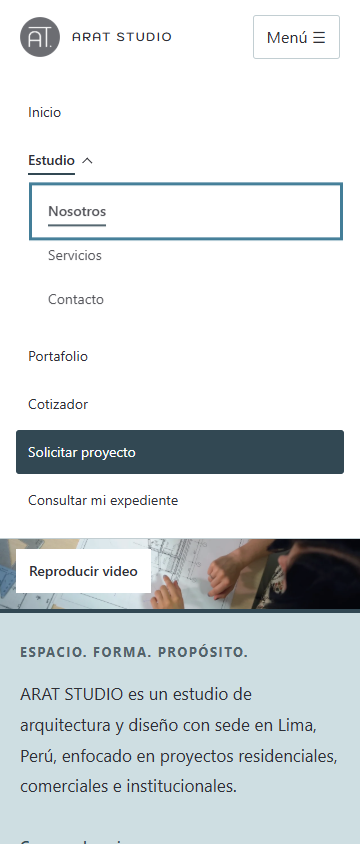 AT.
ARAT STUDIO
Menú ☰
Inicio
Estudio
Nosotros
Servicios
Contacto
Portafolio
Cotizador
Solicitar proyecto
Consultar mi expediente
Reproducir video
ESPACIO. FORMA. PROPÓSITO.
ARAT STUDIO es un estudio de
arquitectura y diseño con sede en Lima,
Perú, enfocado en proyectos residenciales,
comerciales e institucionales.